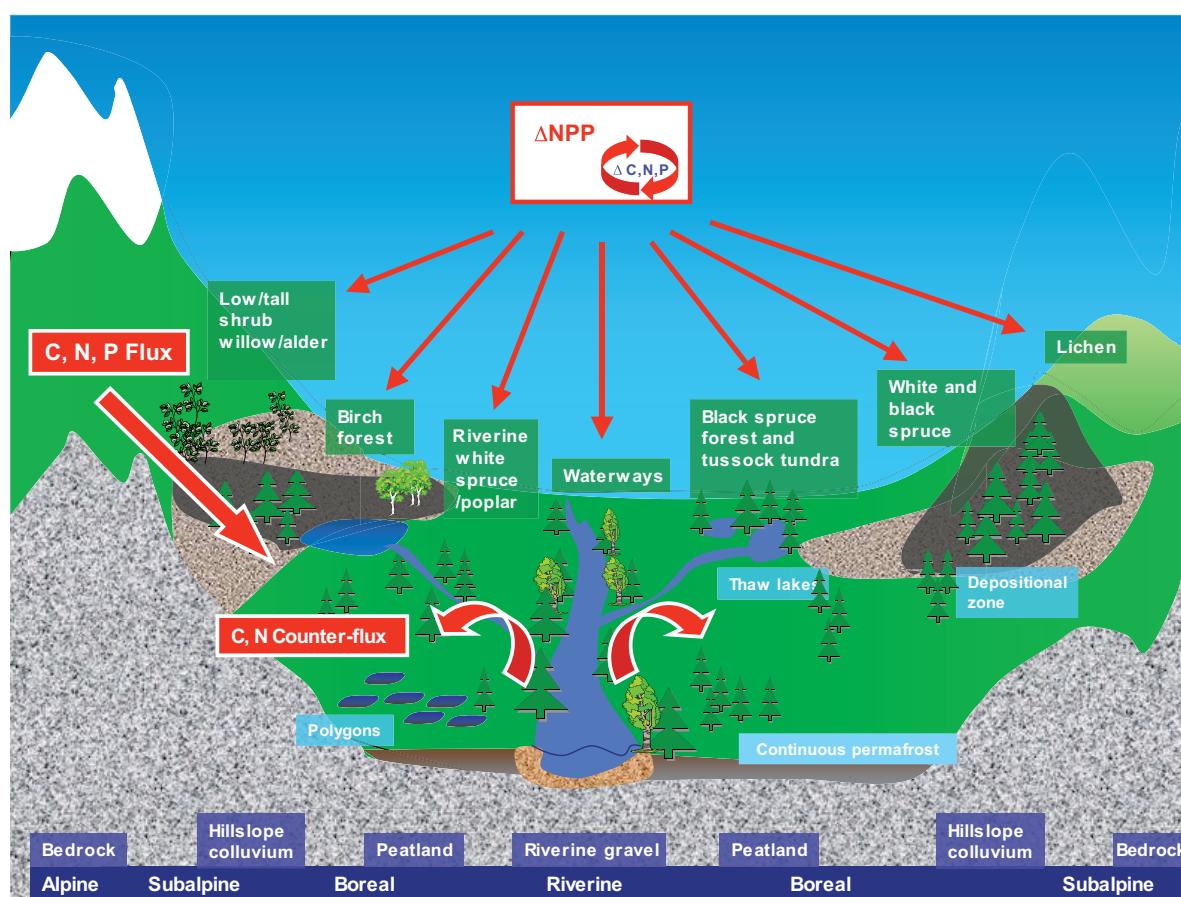 ΔNPP
Δ C,N,P
Low/tall
shrub
willow/alder
C, N, P Flux
Lichen
White and
black
spruce
Birch
forest
Riverine
white
spruce
/poplar
Waterways
Black spruce
forest and
tussock tundra
Thaw lakes
Depositional
zone
C, N Counter-flux
Polygons
Continuous permafrost
Bedrock
Hillslope
colluvium
Peatland
Riverine gravel
Peatland
Hillslope
colluvium
Bedrock
Alpine
Subalpine
Boreal
Riverine
Boreal
Subalpine